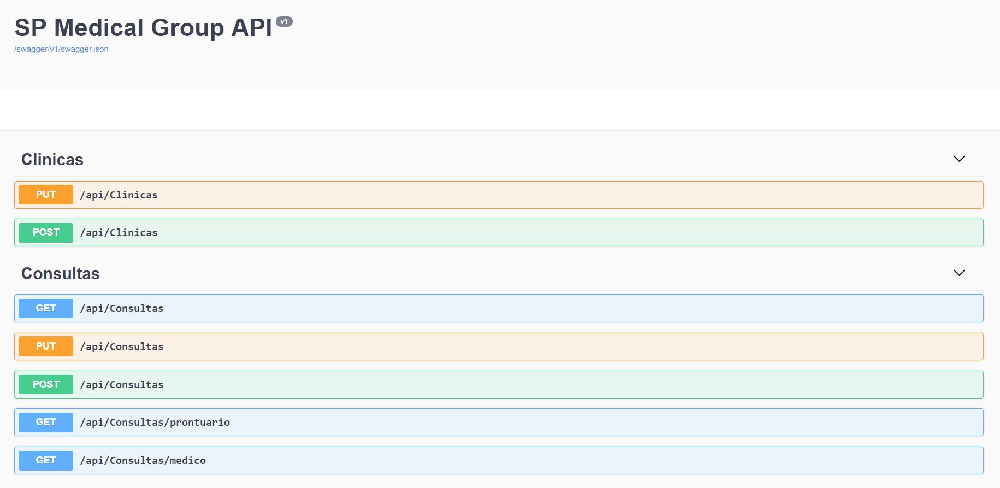 SP Medical Group API v1
/swagger/v1/swagger.json
Clinicas
PUT /api/Clinicas
POST /api/Clinicas
Consultas
GET /api/Consultas
PUT /api/Consultas
POST /api/Consultas
GET /api/Consultas/prontuario
GET /api/Consultas/medico